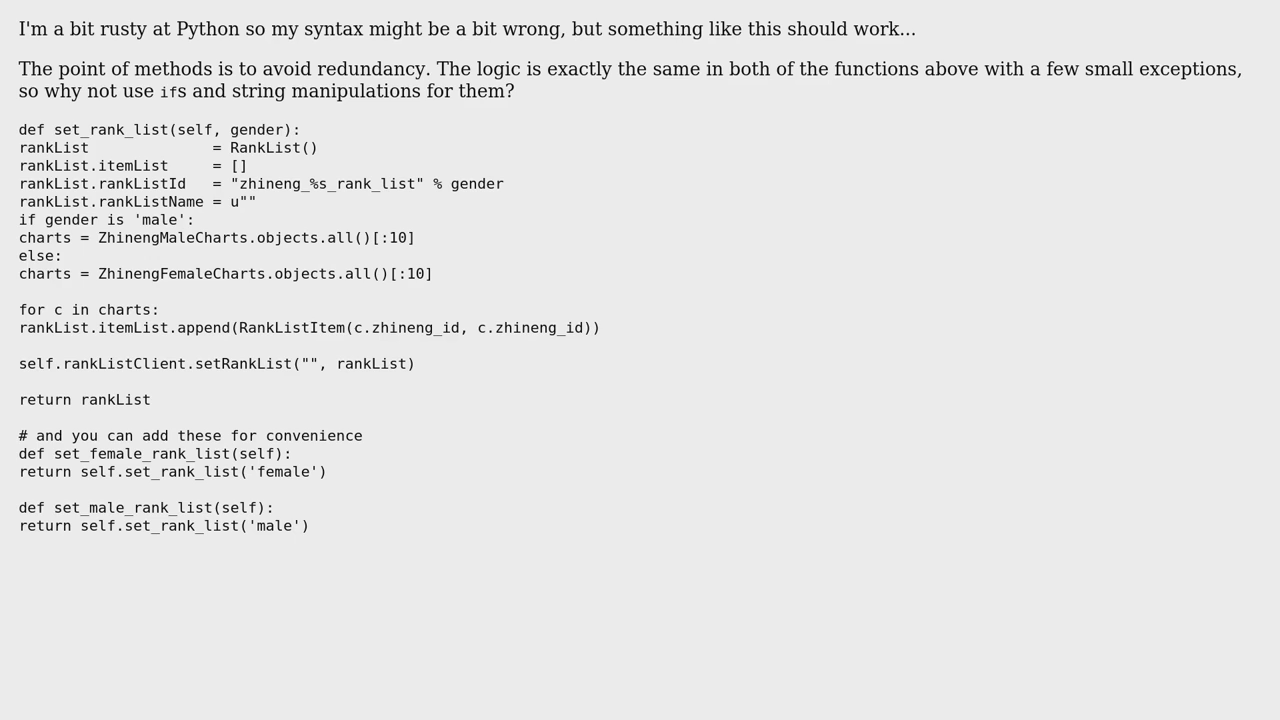 I'm a bit rusty at Python so my syntax might be a bit wrong, but something like this should work...
The point of methods is to avoid redundancy. The logic is exactly the same in both of the functions above with a few small exceptions,
so why not use ifs and string manipulations for them?
def set_rank_list(self, gender):
rankList              = RankList()
rankList.itemList     = []
rankList.rankListId   = "zhineng_%s_rank_list" % gender
rankList.rankListName = u""
if gender is 'male':
charts = ZhinengMaleCharts.objects.all()[:10]
else:
charts = ZhinengFemaleCharts.objects.all()[:10]
for c in charts:
rankList.itemList.append(RankListItem(c.zhineng_id, c.zhineng_id))
self.rankListClient.setRankList("", rankList)
return rankList
# and you can add these for convenience
def set_female_rank_list(self):
return self.set_rank_list('female')
def set_male_rank_list(self):
return self.set_rank_list('male')